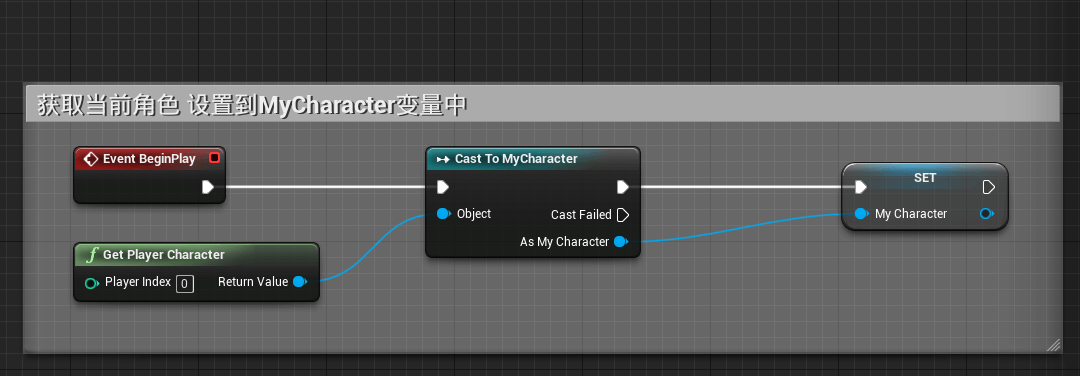 获取当前角色 设置到MyCharacter变量中
Event BeginPlay
Cast To MyCharacter
SET
Object
Cast Failed
My Character
As My Character
Get Player Character
Player Index 0
Return Value